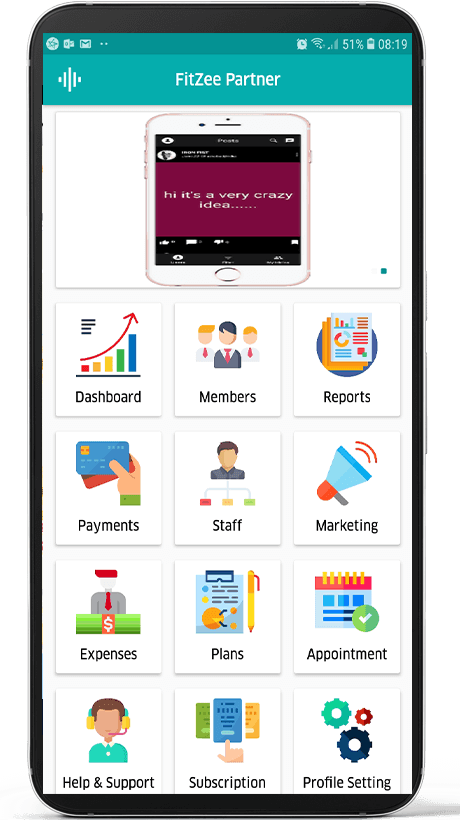 51% 08:19
FitZee Partner
Posts
IRON FIST
hi it's a very crazy
idea......
Dashboard
Members
Reports
Payments
Staff
Marketing
$
Expenses
Plans
Appointment
Help & Support
Subscription
Profile Setting